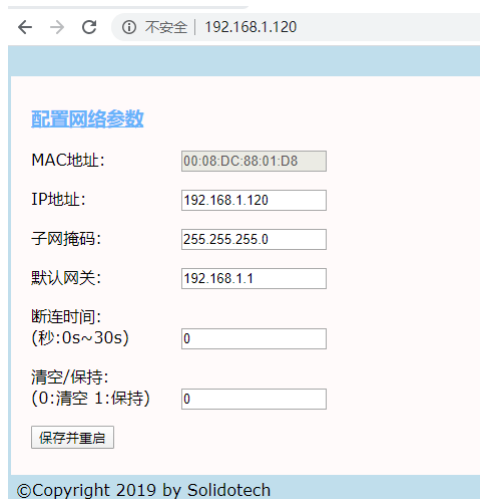 不安全 | 192.168.1.120
配置网络参数
MAC地址: 00:08:DC:88:01:D8
IP地址: 192.168.1.120
子网掩码: 255.255.255.0
默认网关: 192.168.1.1
断连时间:
(秒:0s~30s) 0
清空/保持:
(0:清空 1:保持) 0
保存并重启
©Copyright 2019 by Solidotech